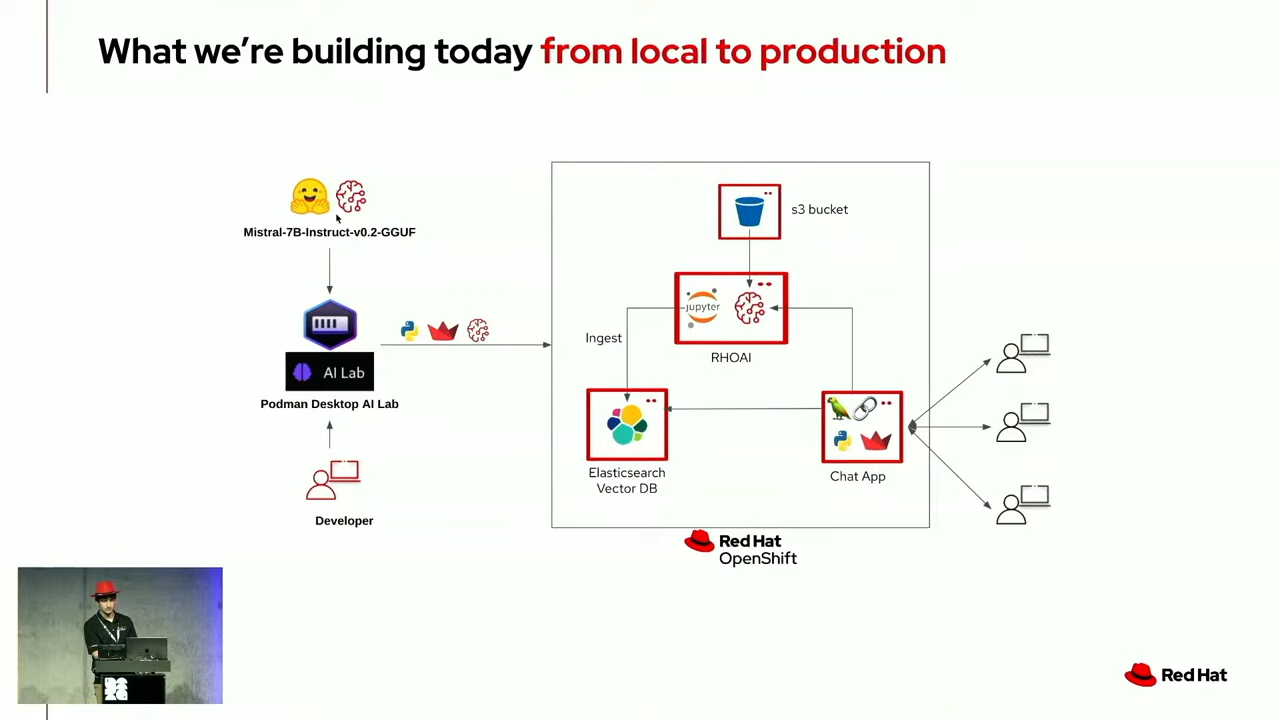 What we’re building today from local to production
Mistral-7B-Instruct-v0.2-GGUF
AI Lab
Podman Desktop AI Lab
Developer
s3 bucket
jupyter
RHOAI
Ingest
Elasticsearch
Vector DB
Chat App
Red Hat
OpenShift
Red Hat